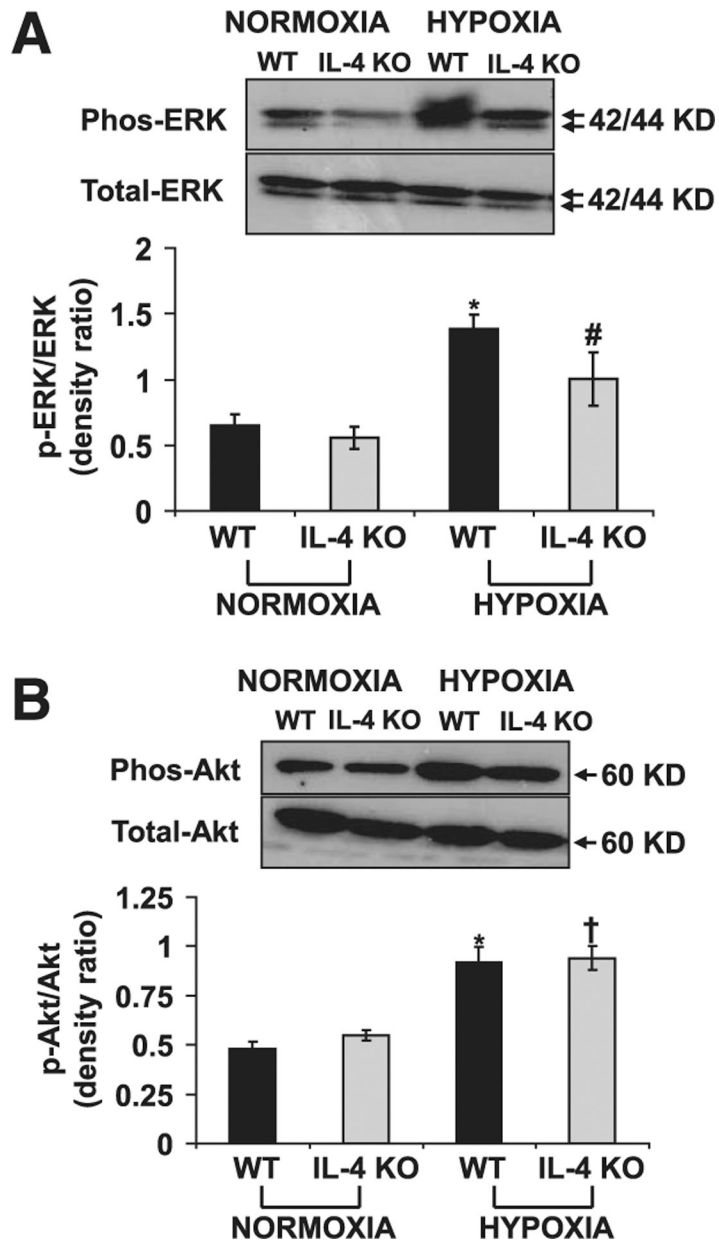 A
NORMOXIA HYPOXIA
WT IL-4 KO WT IL-4 KO
Phos-ERK 42/44 KD
Total-ERK 42/44 KD
p-ERK/ERK
(density ratio)
2
1.5
1
0.5
0
*
#
WT IL-4 KO WT IL-4 KO
NORMOXIA HYPOXIA
B
NORMOXIA HYPOXIA
WT IL-4 KO WT IL-4 KO
Phos-Akt 60 KD
Total-Akt 60 KD
p-Akt/Akt
(density ratio)
1.25
1
0.75
0.5
0.25
0
*
†
WT IL-4 KO WT IL-4 KO
NORMOXIA HYPOXIA